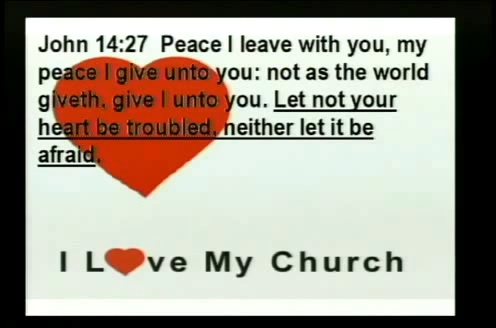 John 14:27 Peace I leave with you, my
peace I give unto you: not as the world
giveth, give I unto you. Let not your
heart be troubled, neither let it be
afraid.
I L ve My Church